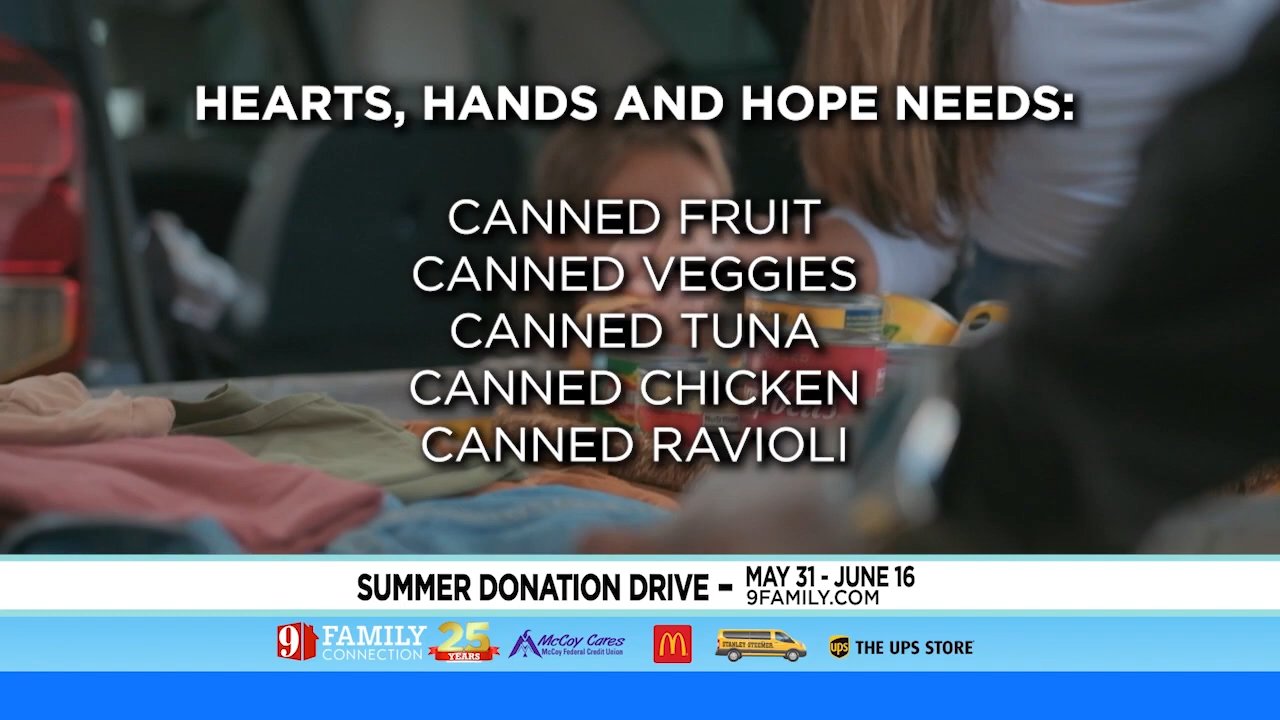 HEARTS, HANDS AND HOPE NEEDS:
CANNED FRUIT
CANNED VEGGIES
CANNED TUNA
CANNED CHICKEN
CANNED RAVIOLI
SUMMER DONATION DRIVE – MAY 31 - JUNE 16
9FAMILY.COM
9 FAMILY CONNECTION
25 YEARS
McCoy Cares
McCoy Federal Credit Union
STANLEY STEEMER
ups THE UPS STORE